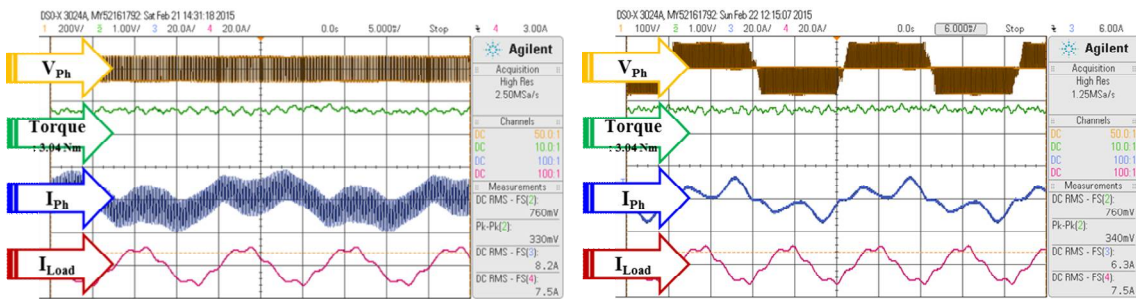 DSO-X 3024A, MY52161792: Sat Feb 21 14:31:18 2015
1 200V/ 2 1.00V/ 3 20.0A/ 4 20.0A/ 0.0s 5.000%/ Stop 4 3.00A
Agilent
Acquisition
High Res
2.50MSa/s
Channels
DC 50.0:1
DC 10.0:1
DC 100:1
DC 100:1
Measurements
DC RMS - FS(2):
760mV
Pk-Pk(2):
330mV
DC RMS - FS(3):
8.2A
DC RMS - FS(4):
7.5A
VPh
Torque
: 3.04 Nm
IPh
ILoad
DSO-X 3024A, MY52161792: Sun Feb 22 12:15:07 2015
1 100V/ 2 1.00V/ 3 20.0A/ 4 20.0A/ 0.0s 6.000%/ Stop 3 6.00A
Agilent
Acquisition
High Res
1.25MSa/s
Channels
DC 50.0:1
DC 10.0:1
DC 100:1
DC 100:1
Measurements
DC RMS - FS(2):
760mV
Pk-Pk(2):
340mV
DC RMS - FS(3):
6.3A
DC RMS - FS(4):
7.5A
VPh
Torque
: 3.04 Nm
IPh
ILoad